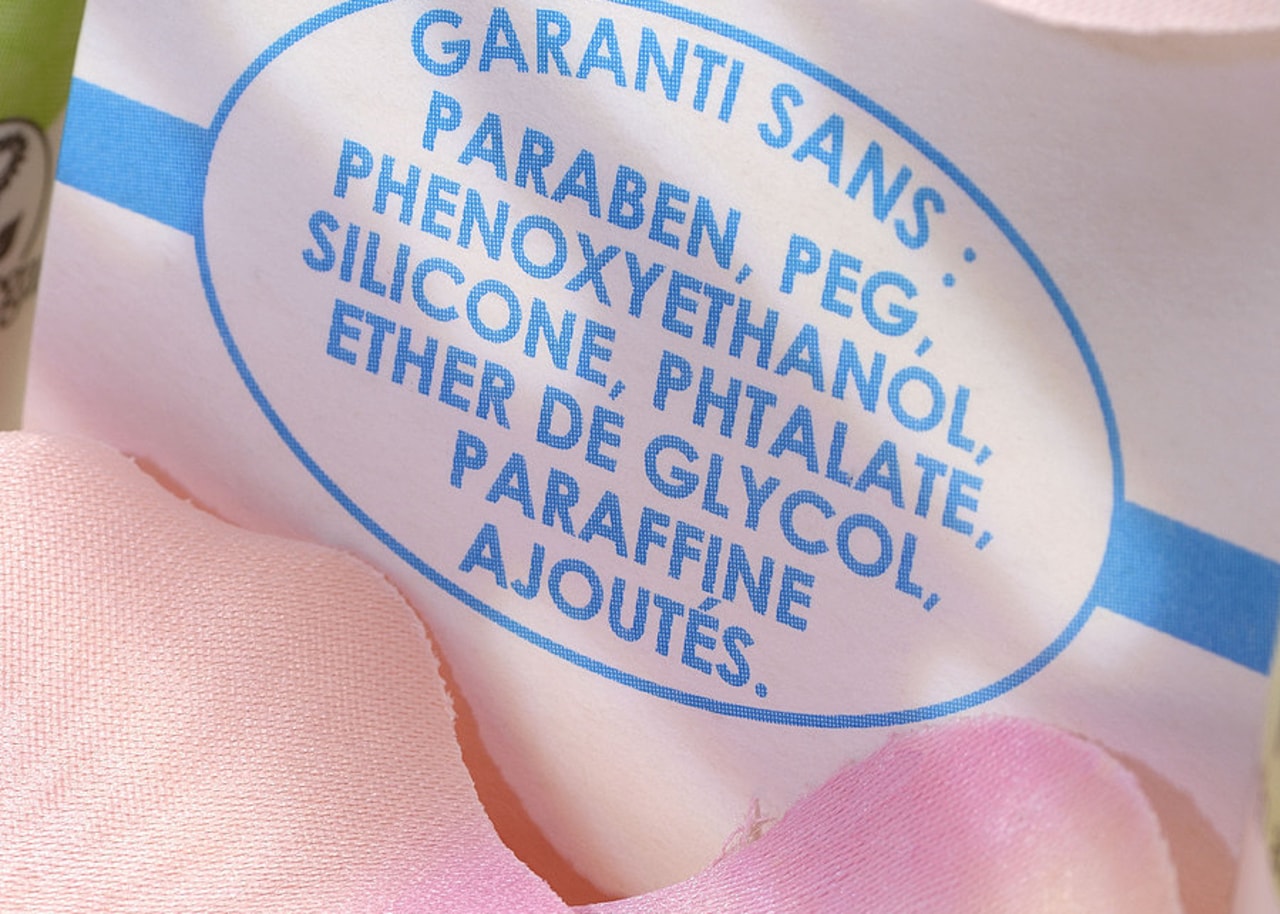 GARANTI SANS :
PARABEN, PEG,
PHENOXYETHANOL,
SILICONE, PHTALATE,
ETHER DE GLYCOL,
PARAFFINE
AJOUTÉS.